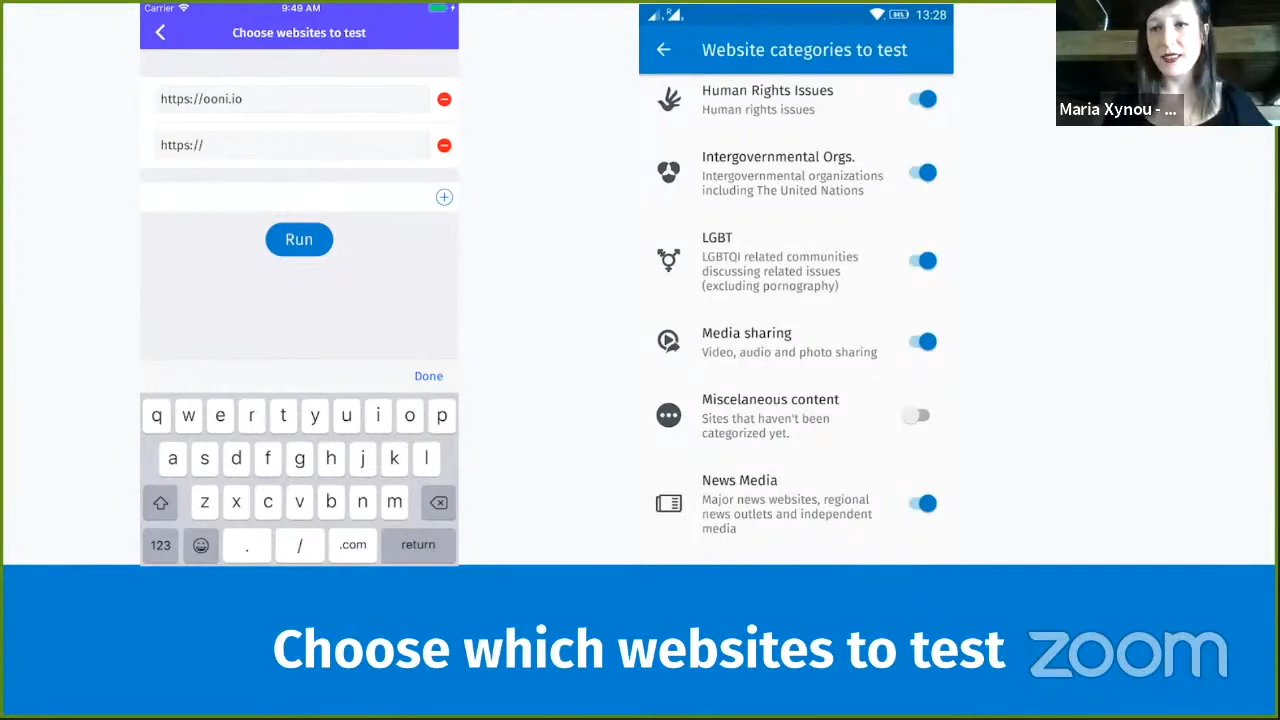 Carrier
9:49 AM
Choose websites to test
https://ooni.io
https://
Run
Done
q w e r t y u i o p
a s d f g h j k l
z x c v b n m
123 . / .com return
R
84%
13:28
Website categories to test
Human Rights Issues
Human rights issues
Intergovernmental Orgs.
Intergovernmental organizations
including The United Nations
LGBT
LGBTQI related communities
discussing related issues
(excluding pornography)
Media sharing
Video, audio and photo sharing
Miscellaneous content
Sites that haven't been
categorized yet.
News Media
Major news websites, regional
news outlets and independent
media
Maria Xynou - ...
Choose which websites to test
zoom